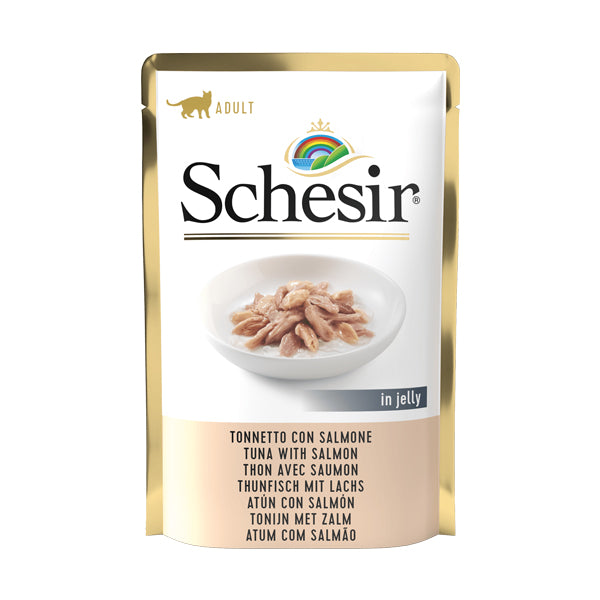 ADULT
Schesir®
in jelly
TONNETTO CON SALMONE
TUNA WITH SALMON
THON AVEC SAUMON
THUNFISCH MIT LACHS
ATÚN CON SALMÓN
TONIJN MET ZALM
ATUM COM SALMÃO